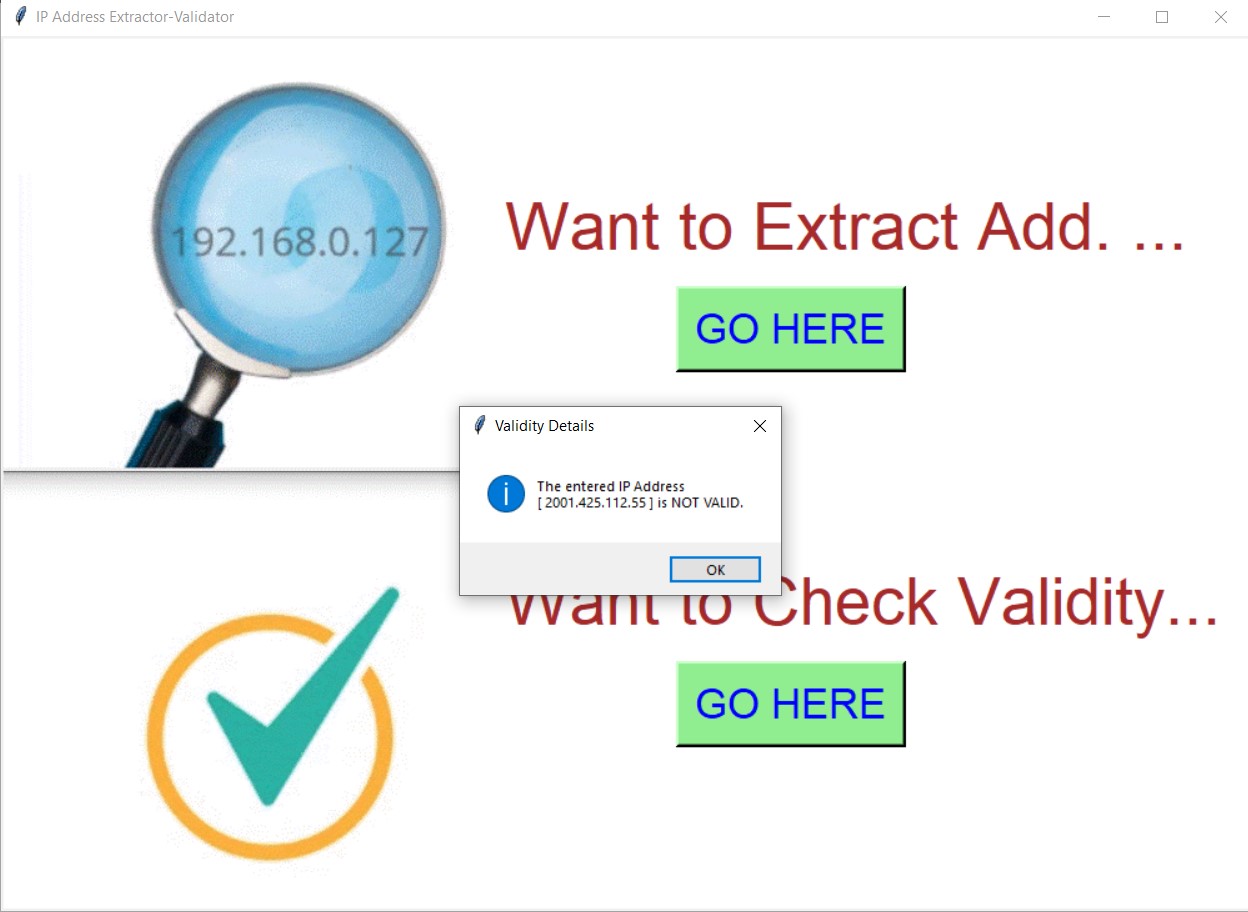 IP Address Extractor-Validator
192.168.0.127
Want to Extract Add. ...
GO HERE
Validity Details
The entered IP Address
[ 2001.425.112.55 ] is NOT VALID.
OK
Want to Check Validity...
GO HERE